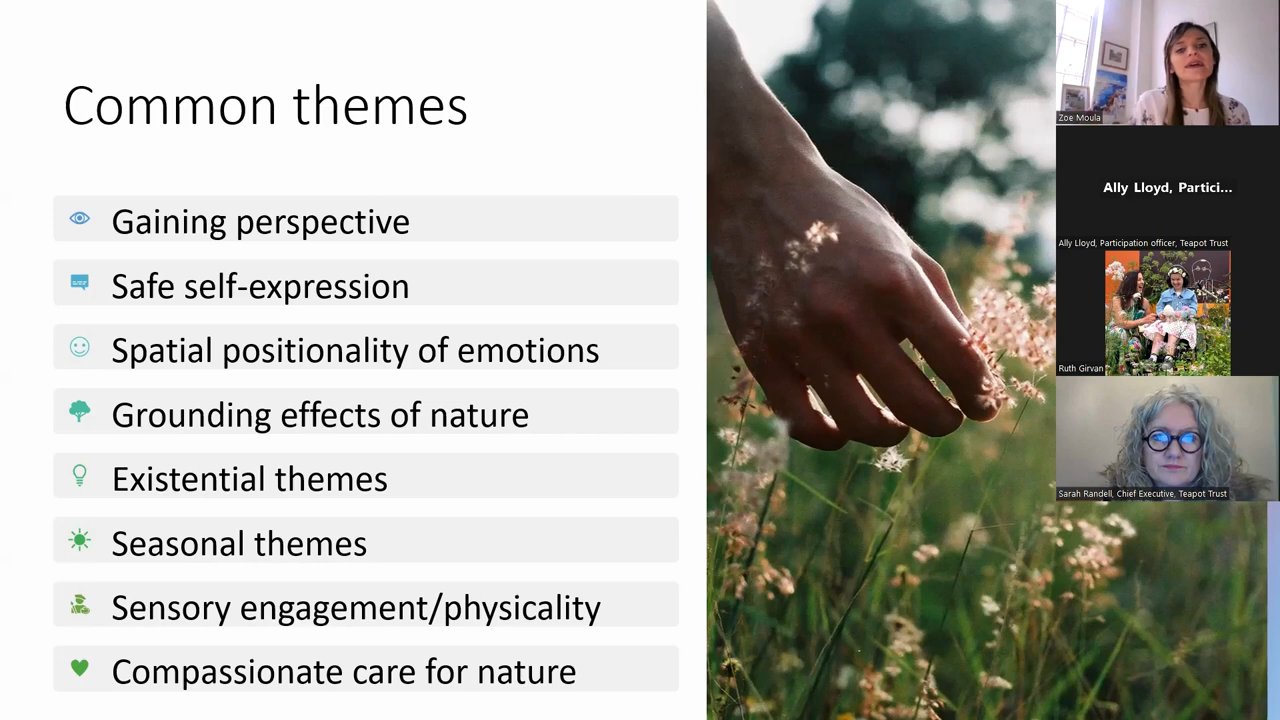 Common themes
Gaining perspective
Safe self-expression
Spatial positionality of emotions
Grounding effects of nature
Existential themes
Seasonal themes
Sensory engagement/physicality
Compassionate care for nature
Zoe Moula
Ally Lloyd, Partici...
Ally Lloyd, Participation officer, Teapot Trust
Ruth Girvan
Sarah Randell, Chief Executive, Teapot Trust